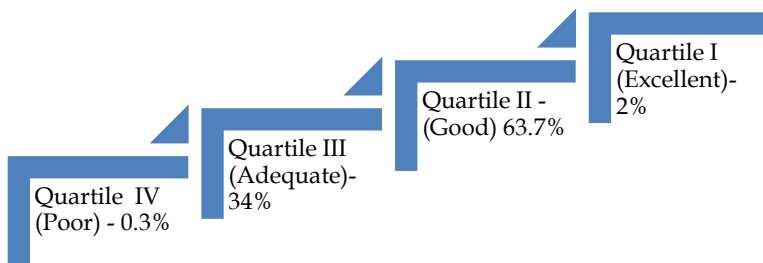 Quartile I
(Excellent)-
2%
Quartile II -
(Good) 63.7%
Quartile III
(Adequate)-
34%
Quartile IV
(Poor) - 0.3%